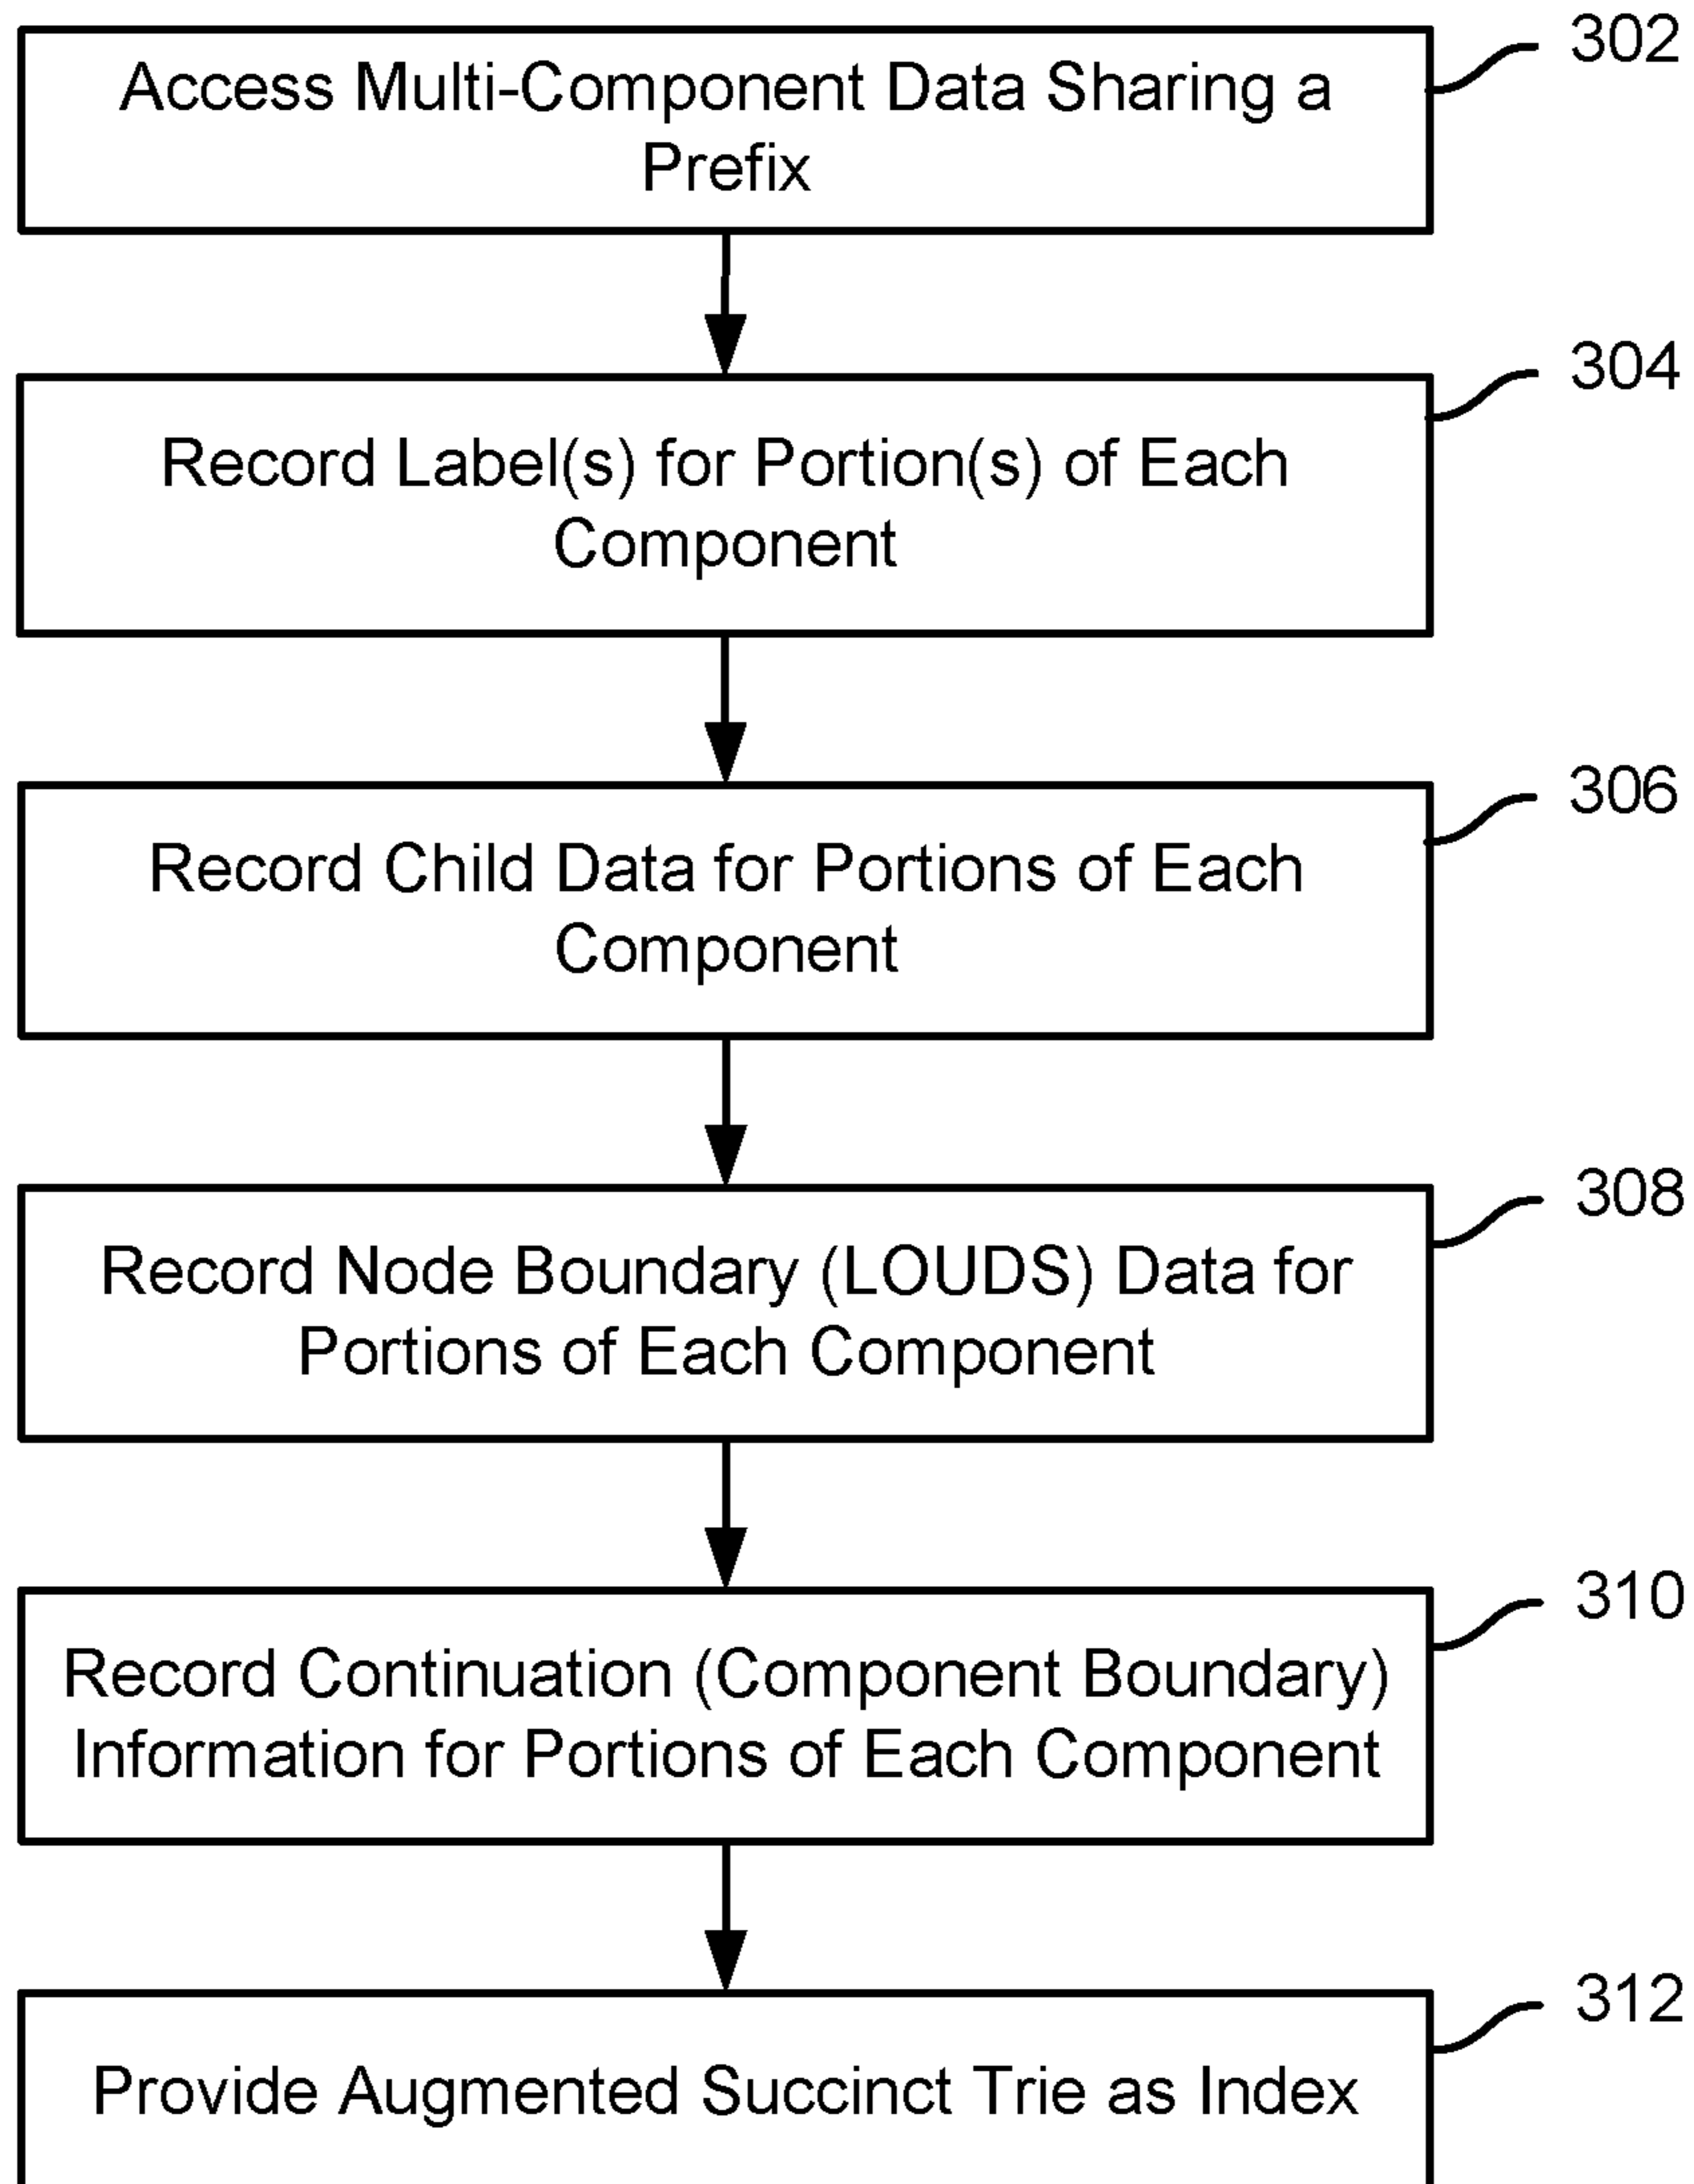 302
Access Multi-Component Data Sharing a
Prefix
304
Record Label(s) for Portion(s) of Each
Component
306
Record Child Data for Portions of Each
Component
308
Record Node Boundary (LOUDS) Data for
Portions of Each Component
310
Record Continuation (Component Boundary)
Information for Portions of Each Component
312
Provide Augmented Succinct Trie as Index